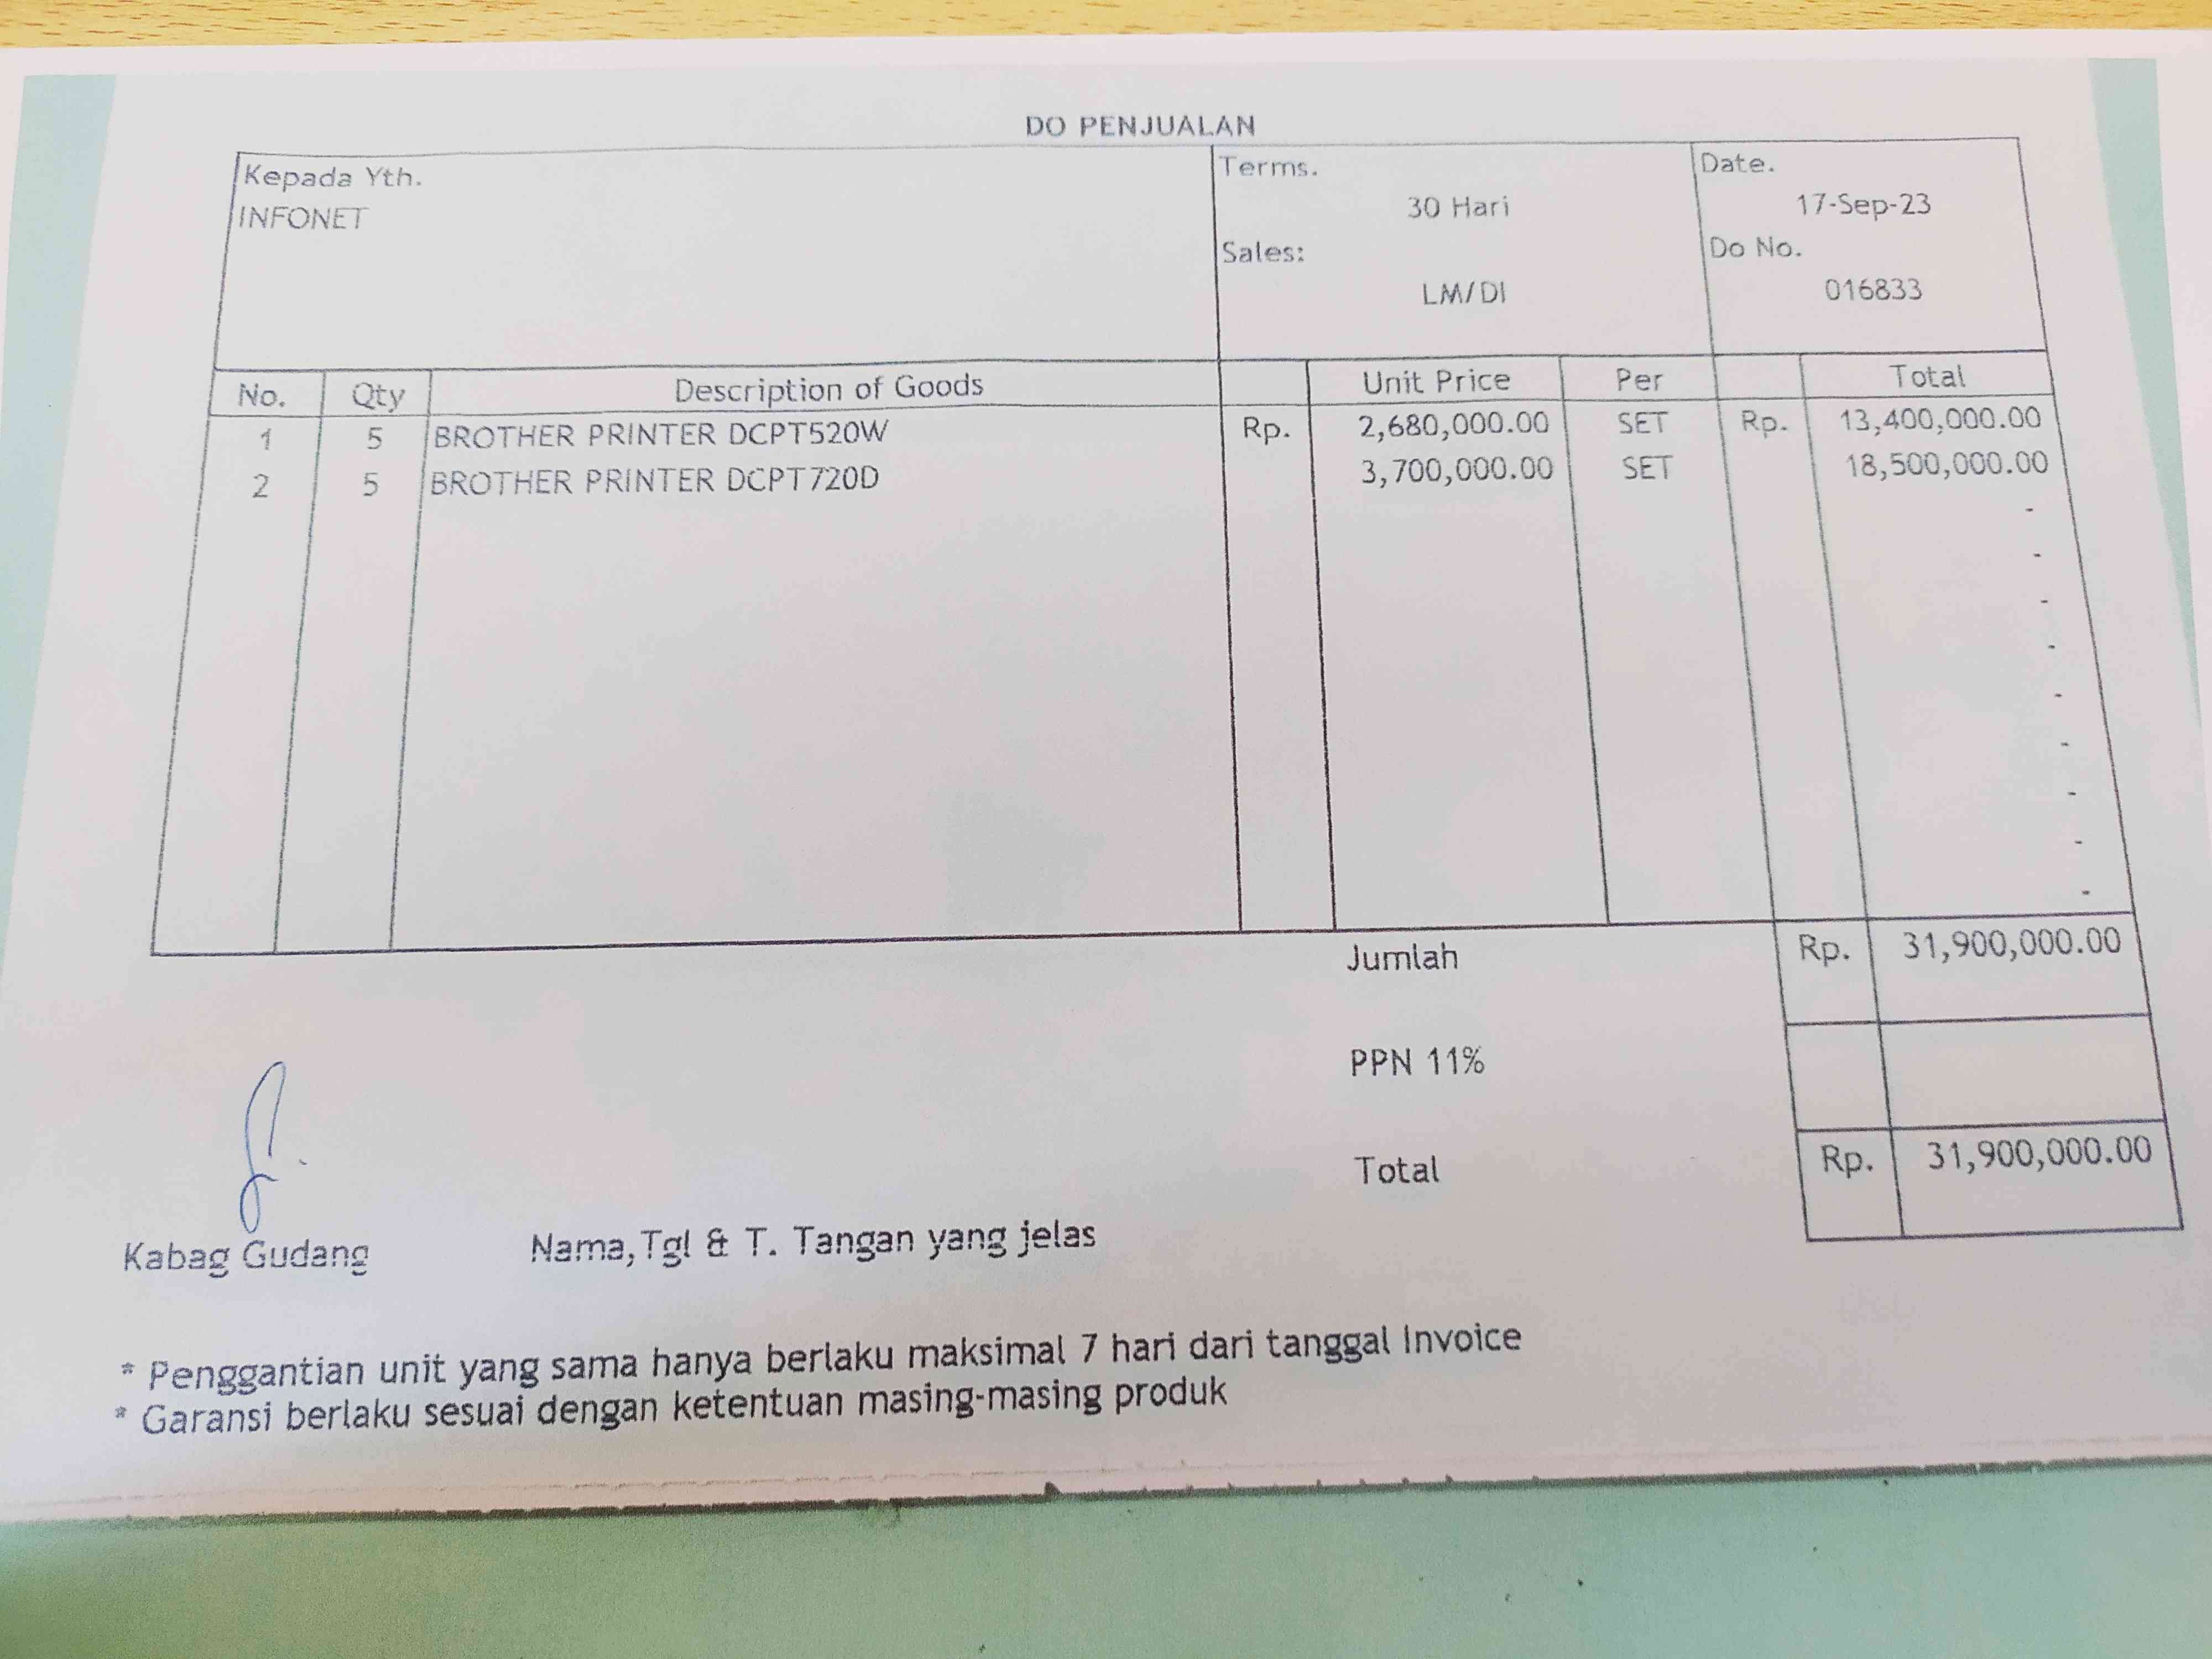 DO PENJUALAN
Kepada Yth.
INFONET
Terms.
30 Hari
Sales:
LM/DI
Date.
17-Sep-23
Do No.
016833
No. Qty Description of Goods Unit Price Per Total
1 5 BROTHER PRINTER DCPT520W Rp. 2,680,000.00 SET Rp. 13,400,000.00
2 5 BROTHER PRINTER DCPT720D 3,700,000.00 SET 18,500,000.00
-
-
-
-
-
-
-
-
-
Jumlah Rp. 31,900,000.00
PPN 11%
Total Rp. 31,900,000.00
Kabag Gudang Nama,Tgl & T. Tangan yang jelas
* Penggantian unit yang sama hanya berlaku maksimal 7 hari dari tanggal Invoice
* Garansi berlaku sesuai dengan ketentuan masing-masing produk